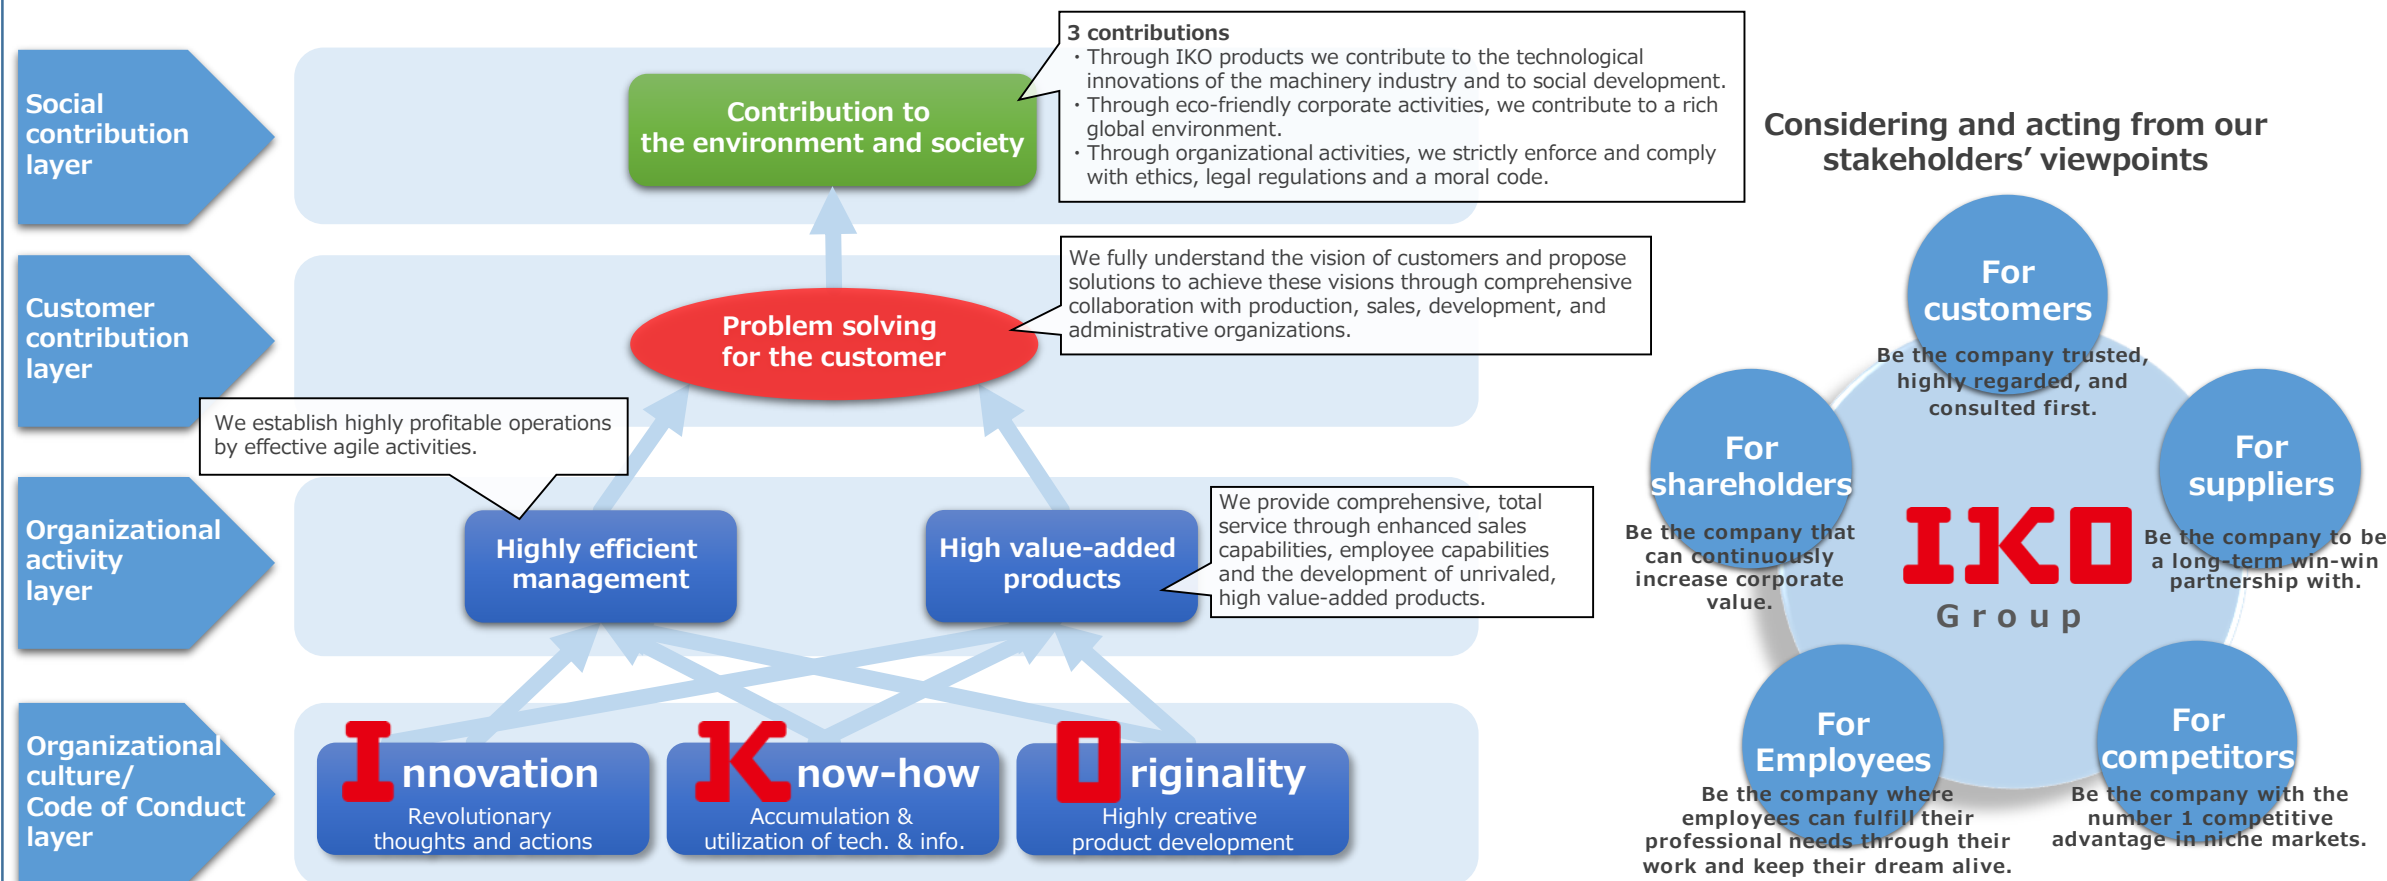 Social
contribution
layer
Contribution to
the environment and society
3 contributions
・Through IKO products we contribute to the technological
innovations of the machinery industry and to social development.
・Through eco-friendly corporate activities, we contribute to a rich
global environment.
・Through organizational activities, we strictly enforce and comply
with ethics, legal regulations and a moral code.
Customer
contribution
layer
Problem solving
for the customer
We fully understand the vision of customers and propose
solutions to achieve these visions through comprehensive
collaboration with production, sales, development, and
administrative organizations.
We establish highly profitable operations
by effective agile activities.
Organizational
activity
layer
Highly efficient
management
High value-added
products
We provide comprehensive, total
service through enhanced sales
capabilities, employee capabilities
and the development of unrivaled,
high value-added products.
Organizational
culture/
Code of Conduct
layer
Innovation
Revolutionary
thoughts and actions
Know-how
Accumulation &
utilization of tech. & info.
Originality
Highly creative
product development
Considering and acting from our
stakeholders’ viewpoints
For
customers
Be the company trusted,
highly regarded, and
consulted first.
For
shareholders
Be the company that
can continuously
increase corporate
value.
For
suppliers
Be the company to be
a long-term win-win
partnership with.
IKO
Group
For
Employees
Be the company where
employees can fulfill their
professional needs through their
work and keep their dream alive.
For
competitors
Be the company with the
number 1 competitive
advantage in niche markets.